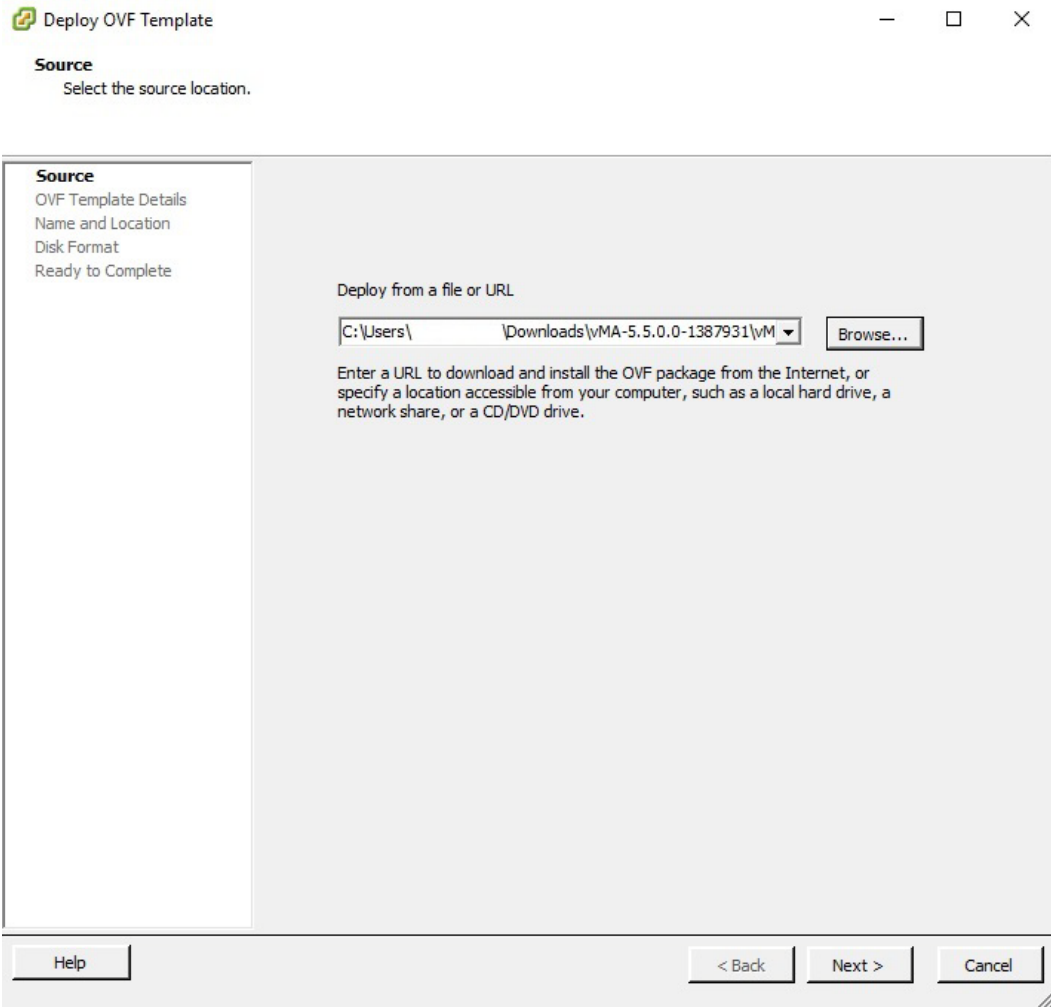 Deploy OVF Template
Source
Select the source location.
Source
OVF Template Details
Name and Location
Disk Format
Ready to Complete
Deploy from a file or URL
C:\Users\ \Downloads\vMA-5.5.0.0-1387931\vM
Browse...
Enter a URL to download and install the OVF package from the Internet, or
specify a location accessible from your computer, such as a local hard drive, a
network share, or a CD/DVD drive.
Help
< Back
Next >
Cancel